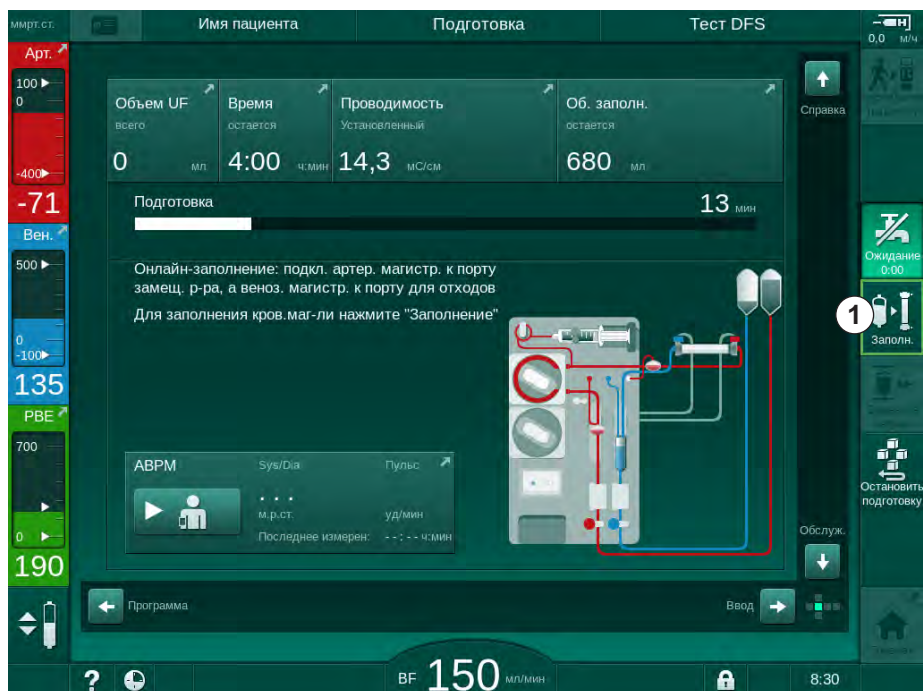 ммрт.ст.
Имя пациента
Подготовка
Тест DFS
0,0 м/ч
Арт.
100
0
-400
-71
Вен.
500
0
-100
135
PBE
700
0
190
Объем UF
всего
0 мл
Время
остается
4:00 ч:мин
Проводимость
Установленный
14,3 мС/см
Об. заполн.
остается
680 мл
Подготовка
13 мин
Онлайн-заполнение: подкл. артер. магистр. к порту
замещ. р-ра, а веноз. магистр. к порту для отходов
Для заполнения кров.маг-ли нажмите "Заполнение"
ABPM
Sys/Dia
Пульс
. . .
м.р.ст.
уд/мин
Последнее измерен: --:-- ч:мин
Справка
Обслуж.
Программа
Ввод
Ожидание
0:00
1
Заполн.
Остановить
подготовку
? BF 150 мл/мин
8:30